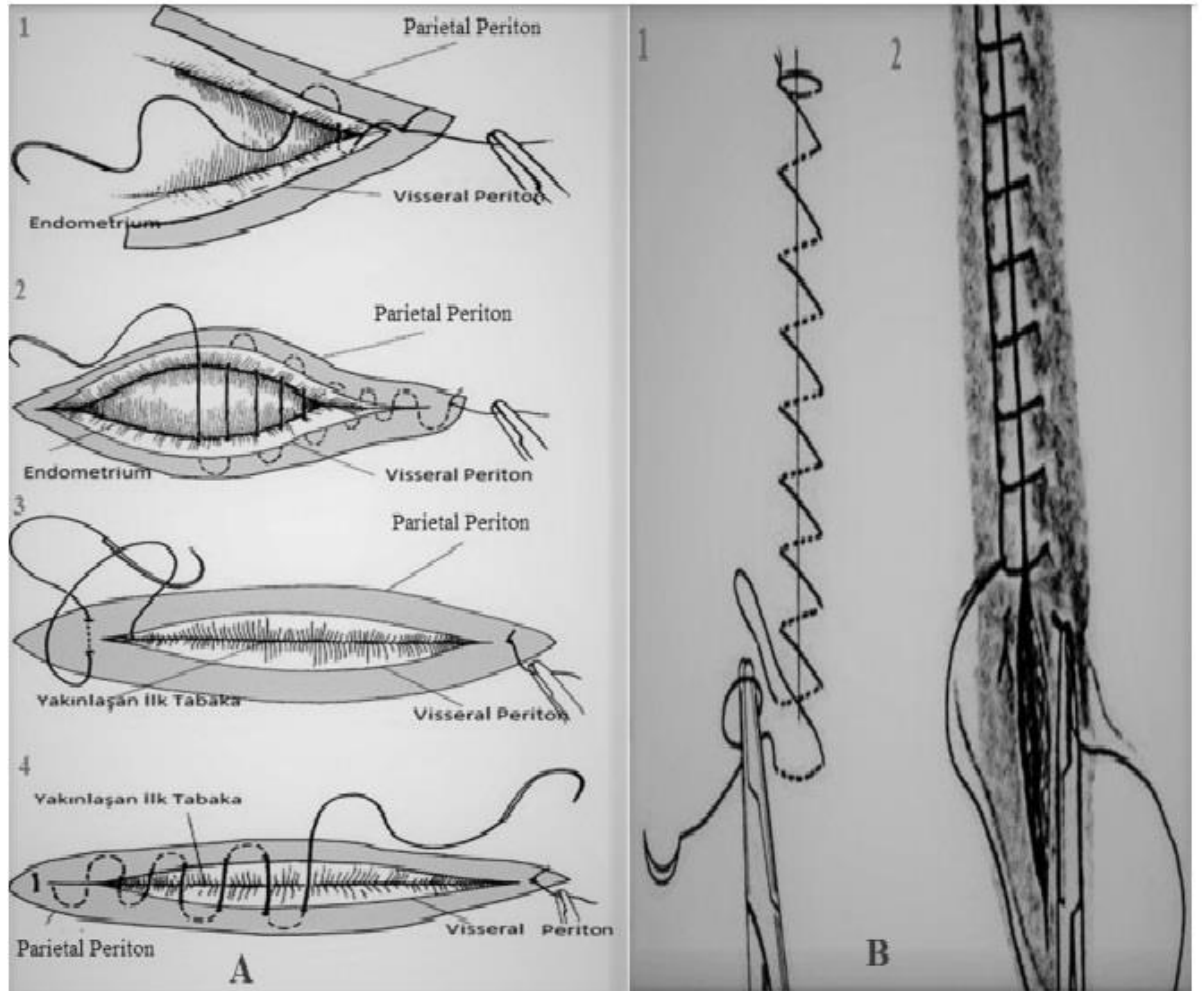 1
Parietal Periton
Visseral Periton
Endometrium
2
Parietal Periton
Endometrium
Visseral Periton
3
Parietal Periton
Yakınlaşan İlk Tabaka
Visseral Periton
4
Yakınlaşan İlk Tabaka
1
Visseral Periton
Parietal Periton
A
1
2
B